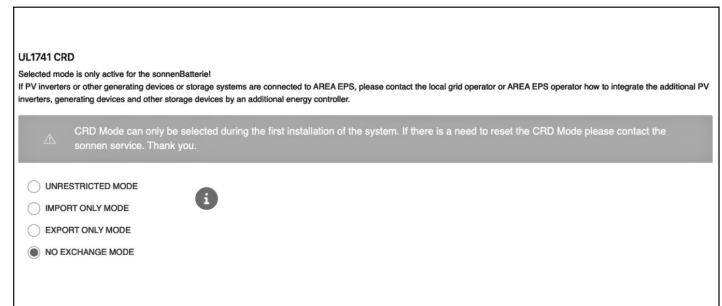 UL1741 CRD
Selected mode is only active for the sonnenBatterie!
If PV inverters or other generating devices or storage systems are connected to AREA EPS, please contact the local grid operator or AREA EPS operator how to integrate the additional PV
inverters, generating devices and other storage devices by an additional energy controller.
CRD Mode can only be selected during the first installation of the system. If there is a need to reset the CRD Mode please contact the
sonnen service. Thank you.
UNRESTRICTED MODE
i
IMPORT ONLY MODE
EXPORT ONLY MODE
NO EXCHANGE MODE